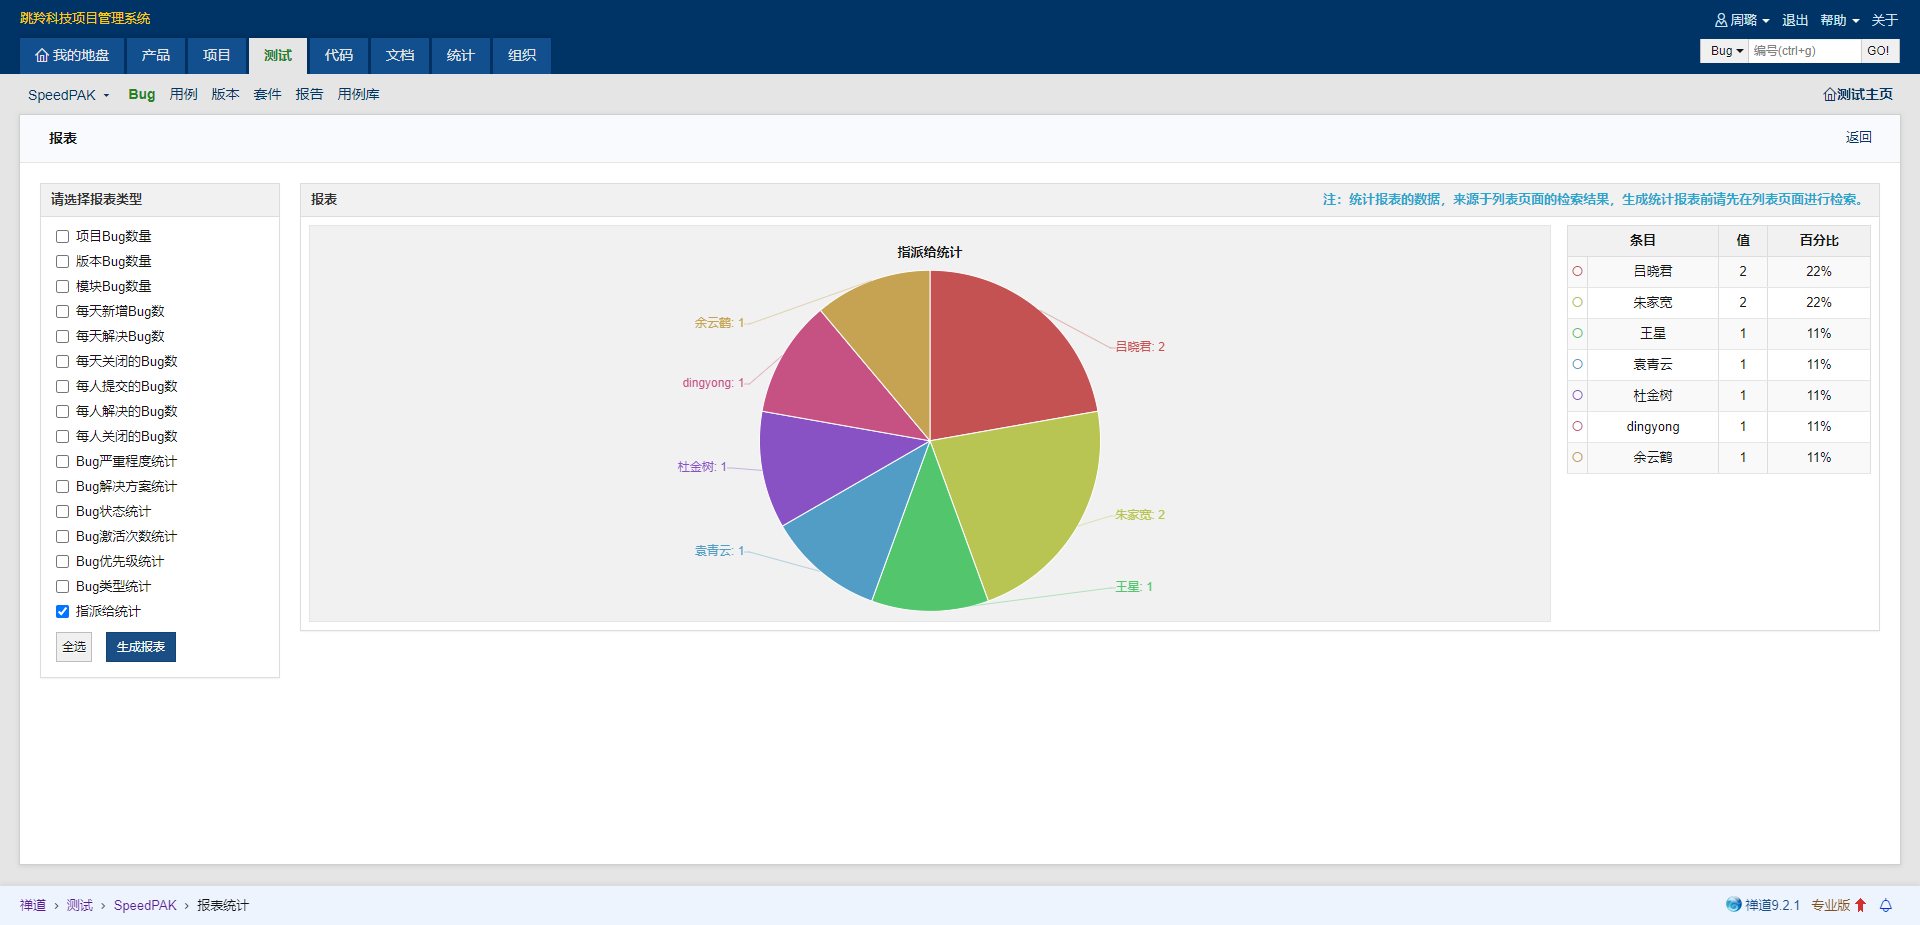 跳羚科技项目管理系统
周璐 退出 帮助 关于
我的地盘 产品 项目 测试 代码 文档 统计 组织
Bug 编号(ctrl+g) GO!
SpeedPAK Bug 用例 版本 套件 报告 用例库
测试主页
报表
返回
请选择报表类型
项目Bug数量
版本Bug数量
模块Bug数量
每天新增Bug数
每天解决Bug数
每天关闭的Bug数
每人提交的Bug数
每人解决的Bug数
每人关闭的Bug数
Bug严重程度统计
Bug解决方案统计
Bug状态统计
Bug激活次数统计
Bug优先级统计
Bug类型统计
指派给统计
全选 生成报表
报表
注：统计报表的数据，来源于列表页面的检索结果，生成统计报表前请先在列表页面进行检索。
指派给统计
余云鹤: 1
吕晓君: 2
dingyong: 1
杜金树: 1
朱家宽: 2
袁青云: 1
王星: 1
条目 值 百分比
吕晓君 2 22%
朱家宽 2 22%
王星 1 11%
袁青云 1 11%
杜金树 1 11%
dingyong 1 11%
余云鹤 1 11%
禅道 › 测试 › SpeedPAK › 报表统计
禅道9.2.1 专业版